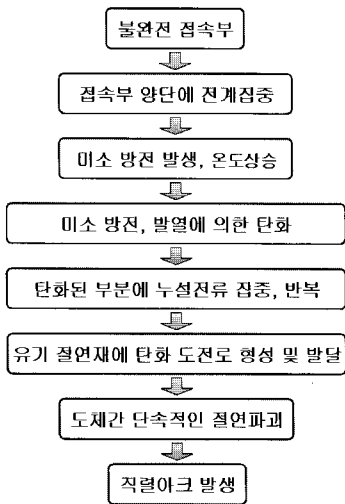 불완전 접속부
접속부 양단에 전계집중
미소 방전 발생, 온도상승
미소 방전, 발열에 의한 탄화
탄화된 부분에 누설전류 집중, 반복
유기 절연재에 탄화 도전로 형성 및 발달
도체간 단속적인 절연파괴
직렬아크 발생